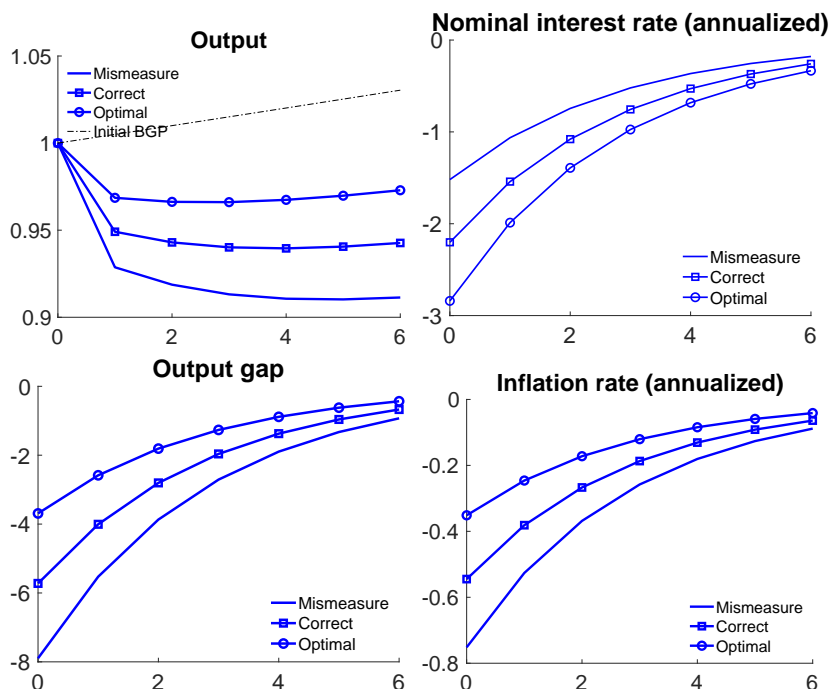 Output
1.05
1
0.95
0.9
Mismeasure
Correct
Optimal
Initial BGP
0 2 4 6
Nominal interest rate (annualized)
0
-1
-2
-3
Mismeasure
Correct
Optimal
0 2 4 6
Output gap
0
-2
-4
-6
-8
Mismeasure
Correct
Optimal
0 2 4 6
Inflation rate (annualized)
0
-0.2
-0.4
-0.6
-0.8
Mismeasure
Correct
Optimal
0 2 4 6